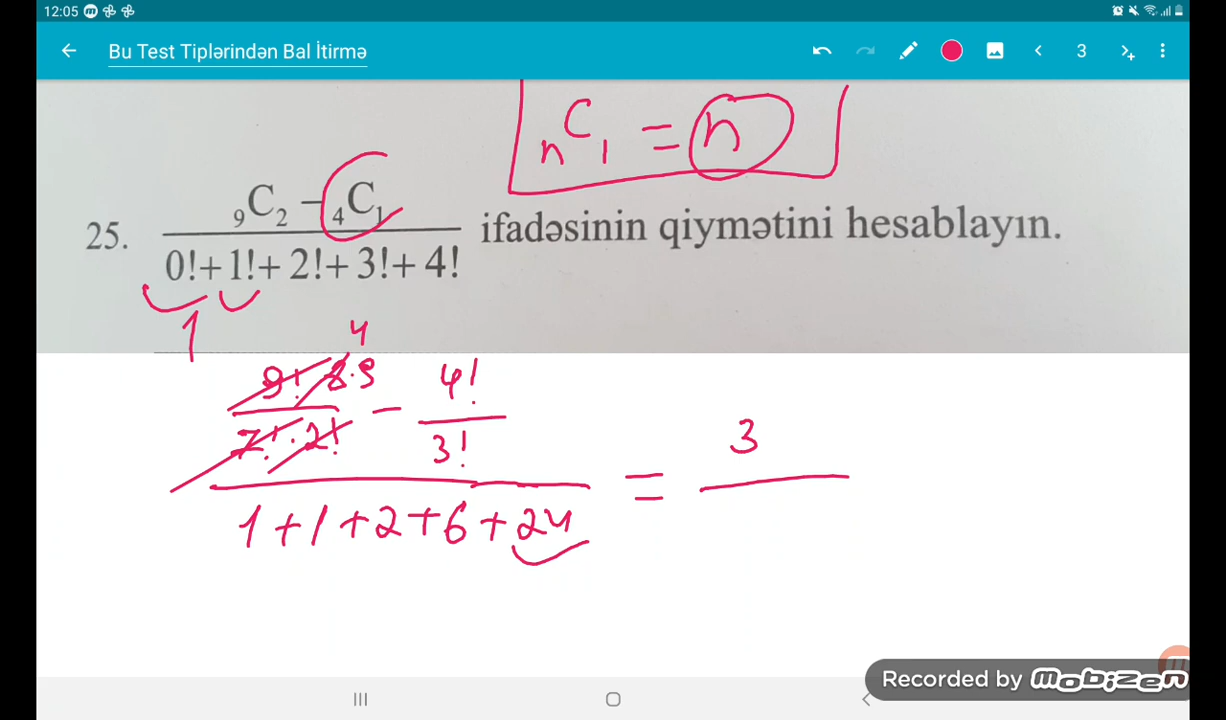 12:05
Bu Test Tiplərindən Bal İtirmə
3
nC1 = n
25. (9C2 − 4C1) / (0!+1!+2!+3!+4!) ifadəsinin qiymətini hesablayın.
1
4
9! 8·9 / 7!·2! − 4! / 3!
1+1+2+6+24
= 3
Recorded by mobizen